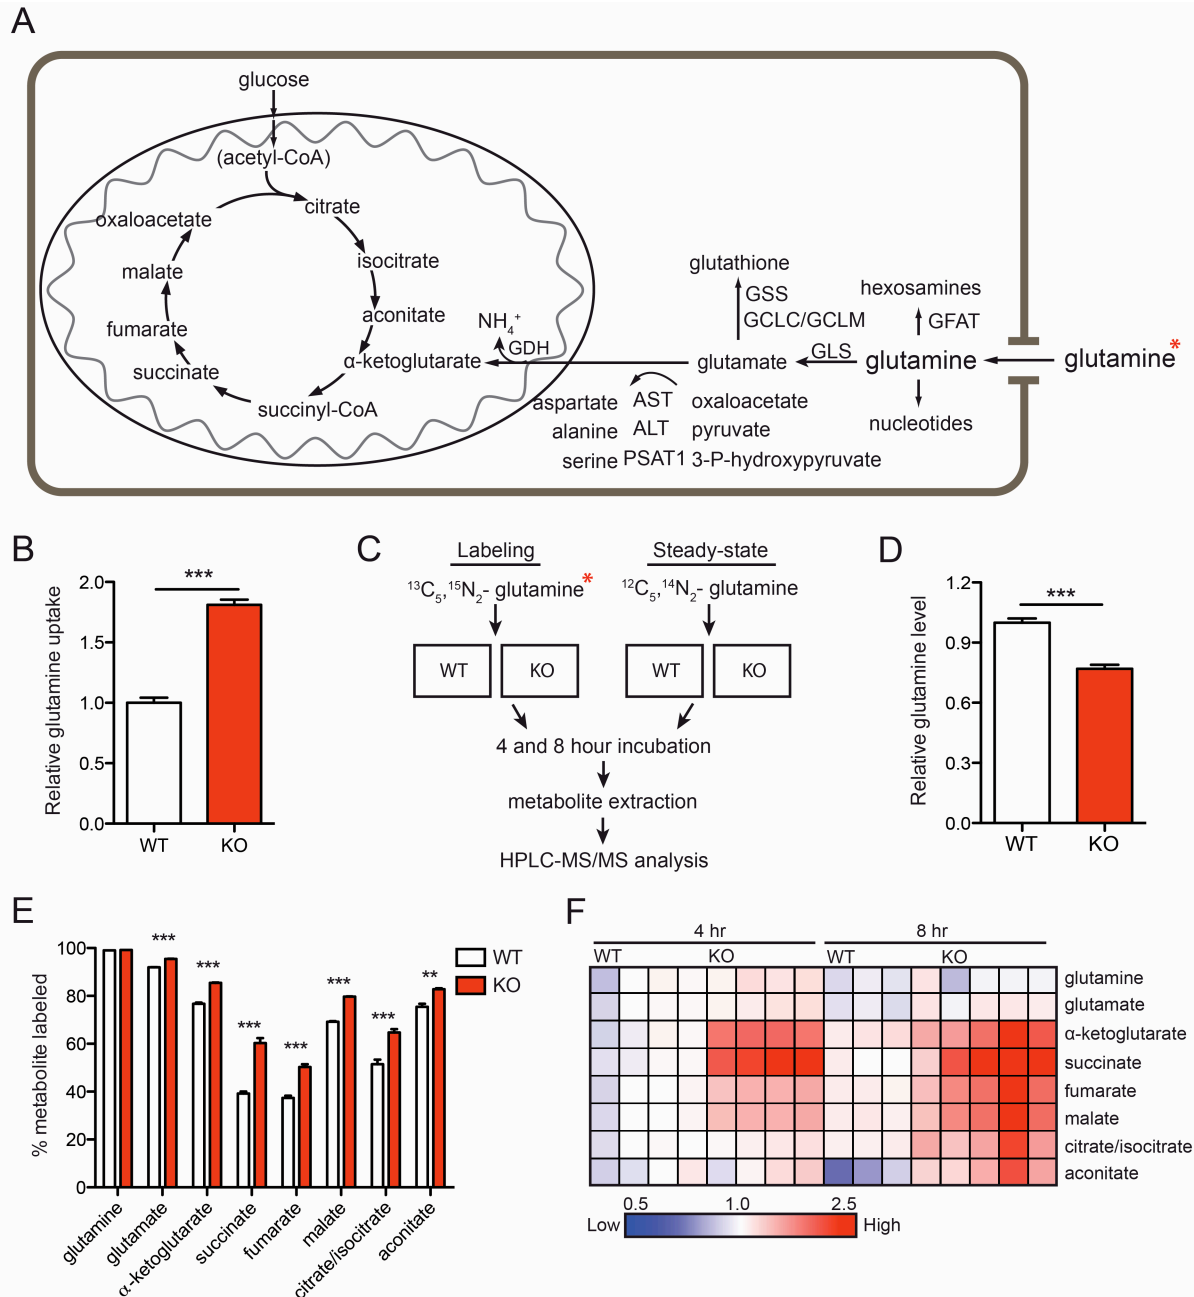 A
glucose
(acetyl-CoA)
citrate
oxaloacetate
isocitrate
malate
aconitate
fumarate
α-ketoglutarate
succinate
succinyl-CoA
NH₄⁺
GDH
glutathione
GSS
GCLC/GCLM
glutamate
GLS
hexosamines
GFAT
glutamine
glutamine*
nucleotides
aspartate AST oxaloacetate
alanine ALT pyruvate
serine PSAT1 3-P-hydroxypyruvate
B
Relative glutamine uptake
2.0
1.5
1.0
0.5
0.0
***
WT KO
C
Labeling Steady-state
¹³C₅,¹⁵N₂- glutamine* ¹²C₅,¹⁴N₂- glutamine
WT KO WT KO
4 and 8 hour incubation
metabolite extraction
HPLC-MS/MS analysis
D
Relative glutamine level
1.2
0.9
0.6
0.3
0.0
***
WT KO
E
% metabolite labeled
100
80
60
40
20
0
*** *** *** *** *** *** **
WT
KO
glutamine
glutamate
α-ketoglutarate
succinate
fumarate
malate
citrate/isocitrate
aconitate
F
4 hr 8 hr
WT KO WT KO
glutamine
glutamate
α-ketoglutarate
succinate
fumarate
malate
citrate/isocitrate
aconitate
0.5 1.0 2.5
Low High